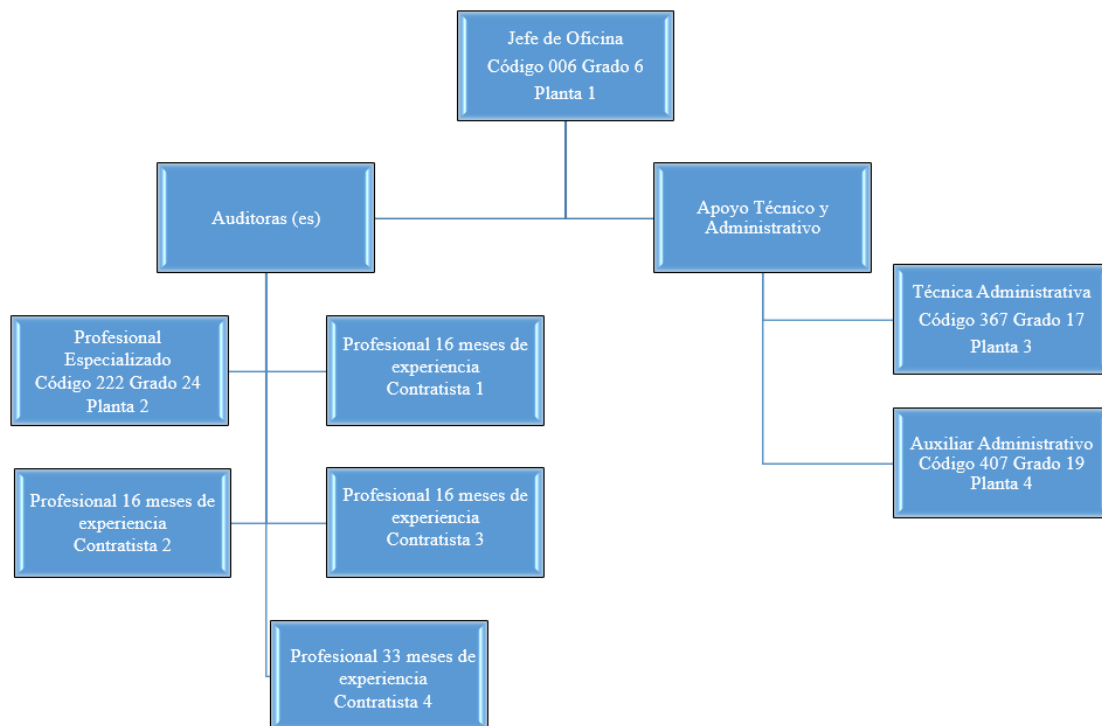 Jefe de Oficina
Código 006 Grado 6
Planta 1
Auditoras (es)
Apoyo Técnico y
Administrativo
Profesional
Especializado
Código 222 Grado 24
Planta 2
Profesional 16 meses de
experiencia
Contratista 1
Técnica Administrativa
Código 367 Grado 17
Planta 3
Profesional 16 meses de
experiencia
Contratista 2
Profesional 16 meses de
experiencia
Contratista 3
Auxiliar Administrativo
Código 407 Grado 19
Planta 4
Profesional 33 meses de
experiencia
Contratista 4